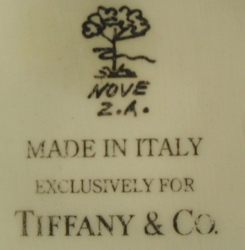 NOVE
Z.A.
MADE IN ITALY
EXCLUSIVELY FOR
TIFFANY & CO.